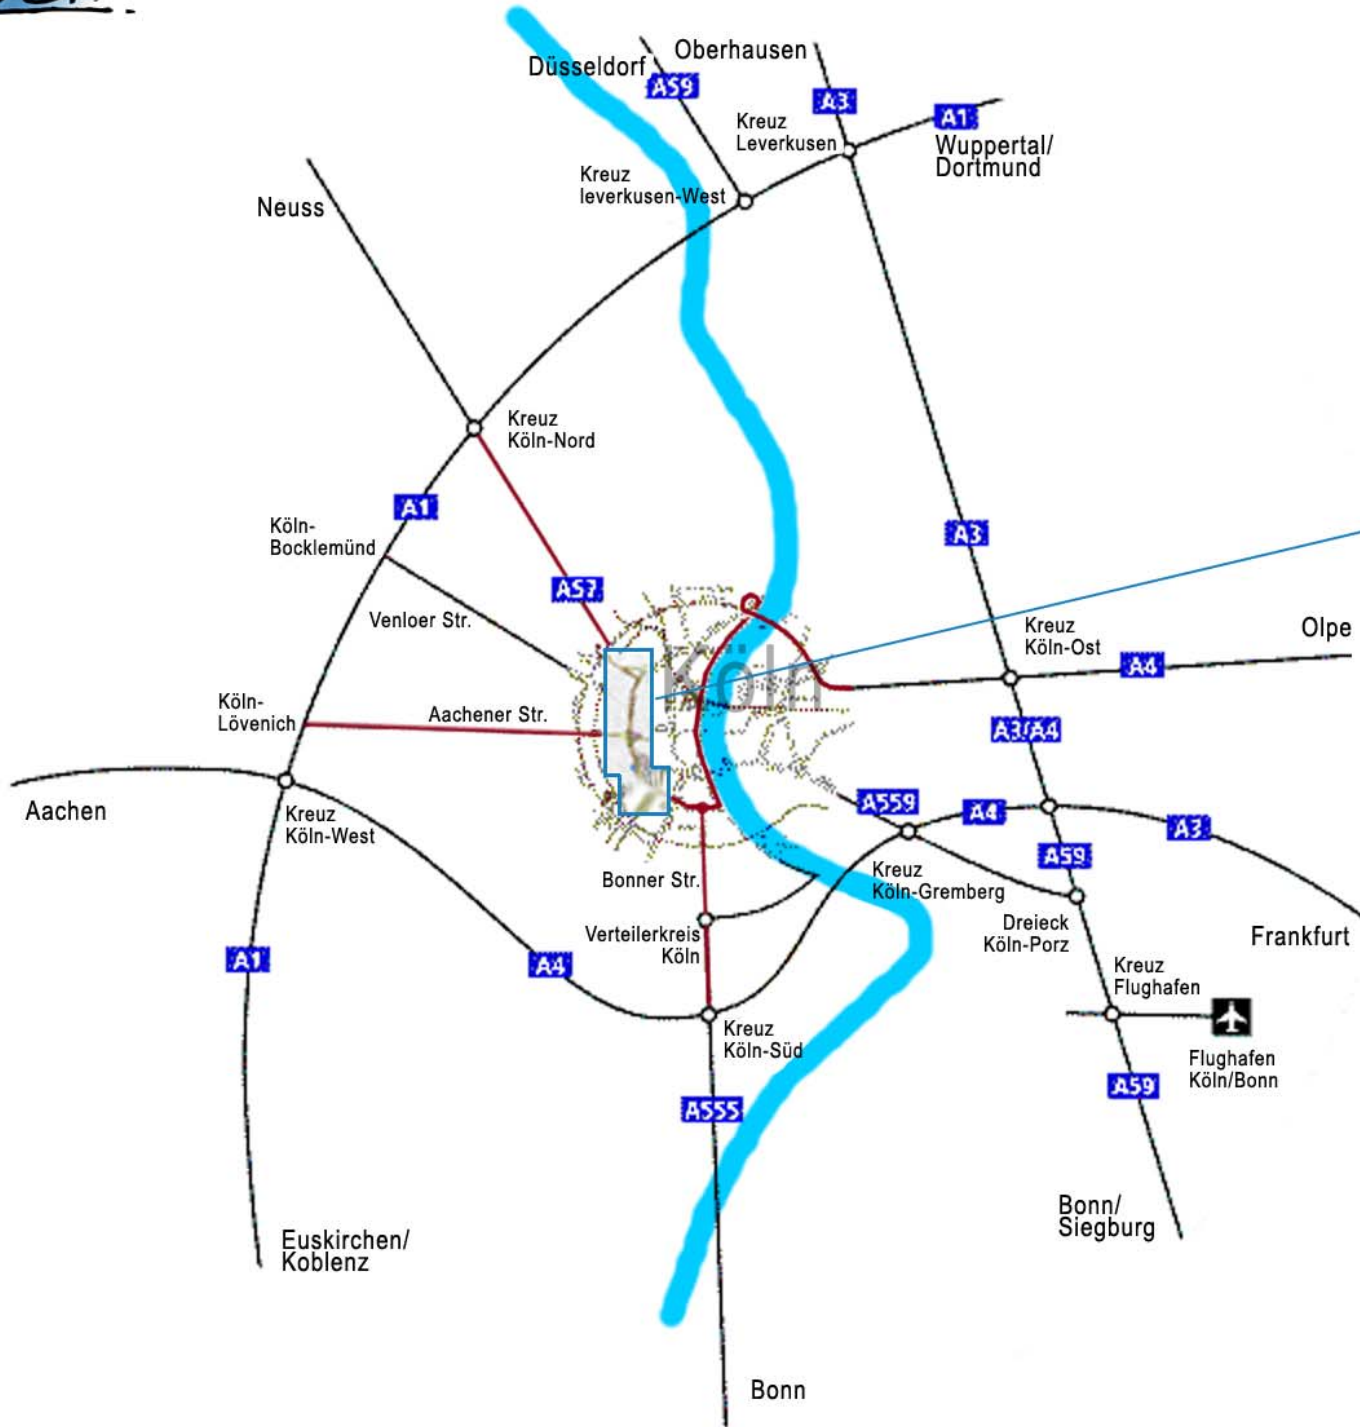 Düsseldorf
A59
Oberhausen
A3
A1
Wuppertal/
Dortmund
Kreuz
Leverkusen
Kreuz
leverkusen-West
Neuss
Kreuz
Köln-Nord
A1
Köln-
Bocklemünd
A57
Venloer Str.
A3
Köln
Kreuz
Köln-Ost
Olpe
A4
Köln-
Lövenich
Aachener Str.
A3/A4
Aachen
Kreuz
Köln-West
A559
A4
A3
A59
Bonner Str.
Kreuz
Köln-Gremberg
Verteilerkreis
Köln
Dreieck
Köln-Porz
Frankfurt
A1
A4
Kreuz
Flughafen
Kreuz
Köln-Süd
Flughafen
Köln/Bonn
A59
A555
Bonn/
Siegburg
Euskirchen/
Koblenz
Bonn